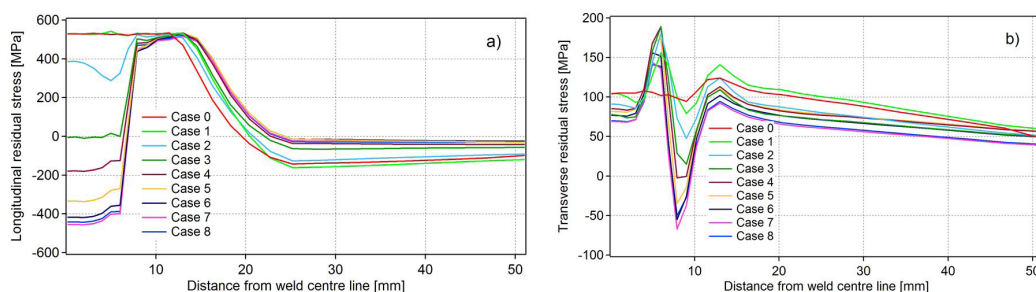 Longitudinal residual stress [MPa]
600
400
200
0
-200
-400
-600
a)
Case 0
Case 1
Case 2
Case 3
Case 4
Case 5
Case 6
Case 7
Case 8
0
10
20
30
40
50
Distance from weld centre line [mm]
Transverse residual stress [MPa]
200
150
100
50
0
-50
-100
b)
Case 0
Case 1
Case 2
Case 3
Case 4
Case 5
Case 6
Case 7
Case 8
0
10
20
30
40
50
Distance from weld centre line [mm]